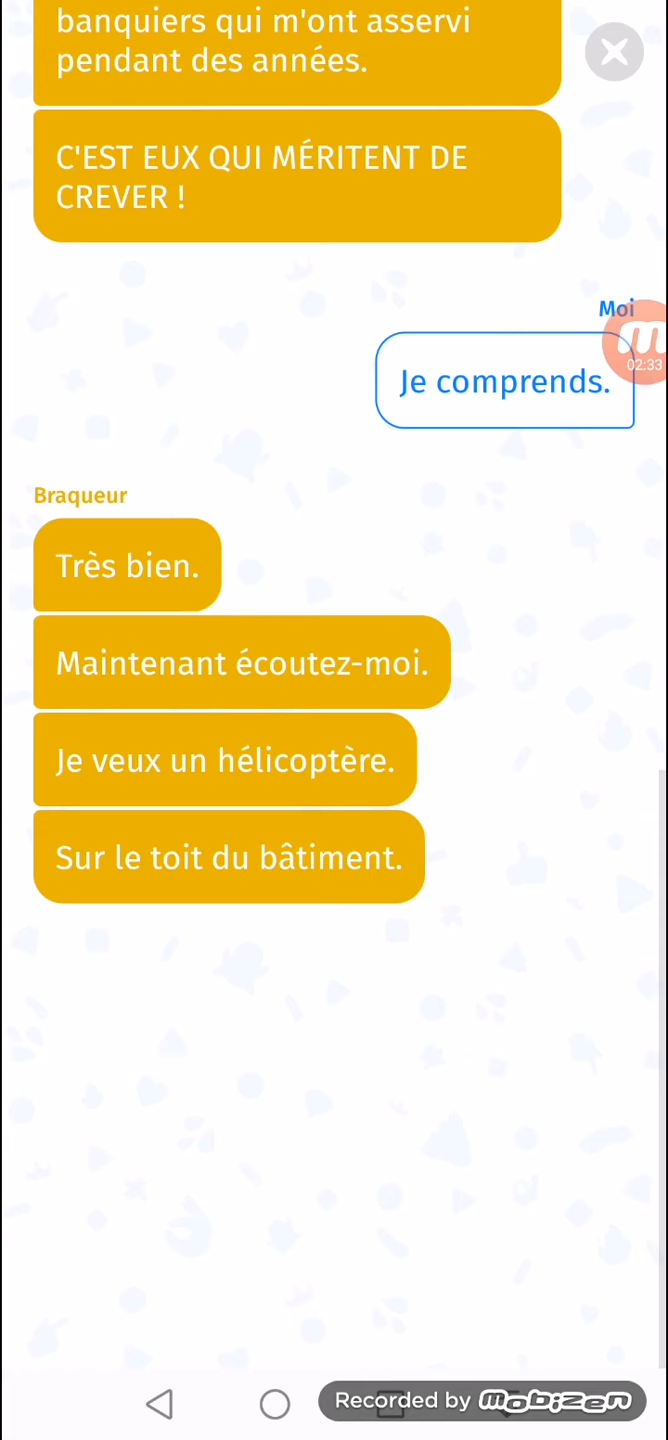 banquiers qui m'ont asservi
pendant des années.
C'EST EUX QUI MÉRITENT DE
CREVER !
Moi
02:33
Je comprends.
Braqueur
Très bien.
Maintenant écoutez-moi.
Je veux un hélicoptère.
Sur le toit du bâtiment.
Recorded by mobizen